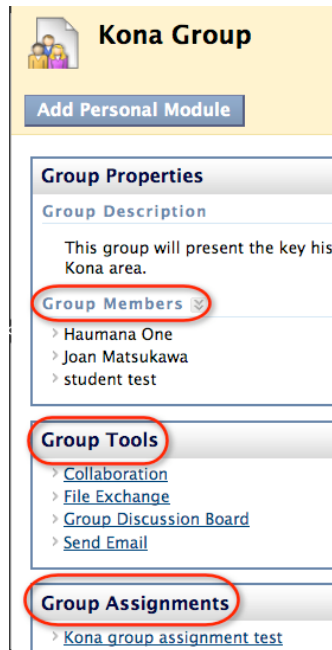 Kona Group
Add Personal Module
Group Properties
Group Description
This group will present the key his
Kona area.
Group Members
Haumana One
Joan Matsukawa
student test
Group Tools
Collaboration
File Exchange
Group Discussion Board
Send Email
Group Assignments
Kona group assignment test